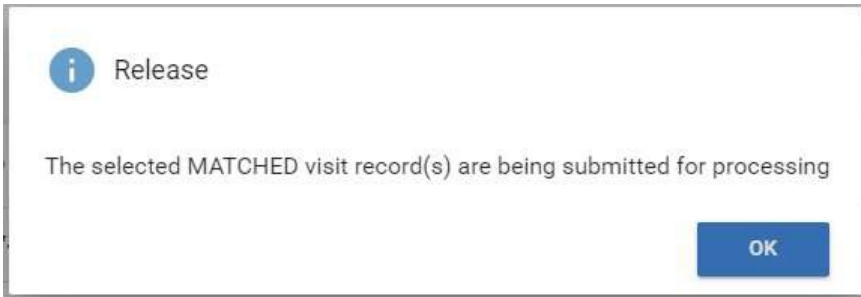 Release
The selected MATCHED visit record(s) are being submitted for processing
OK